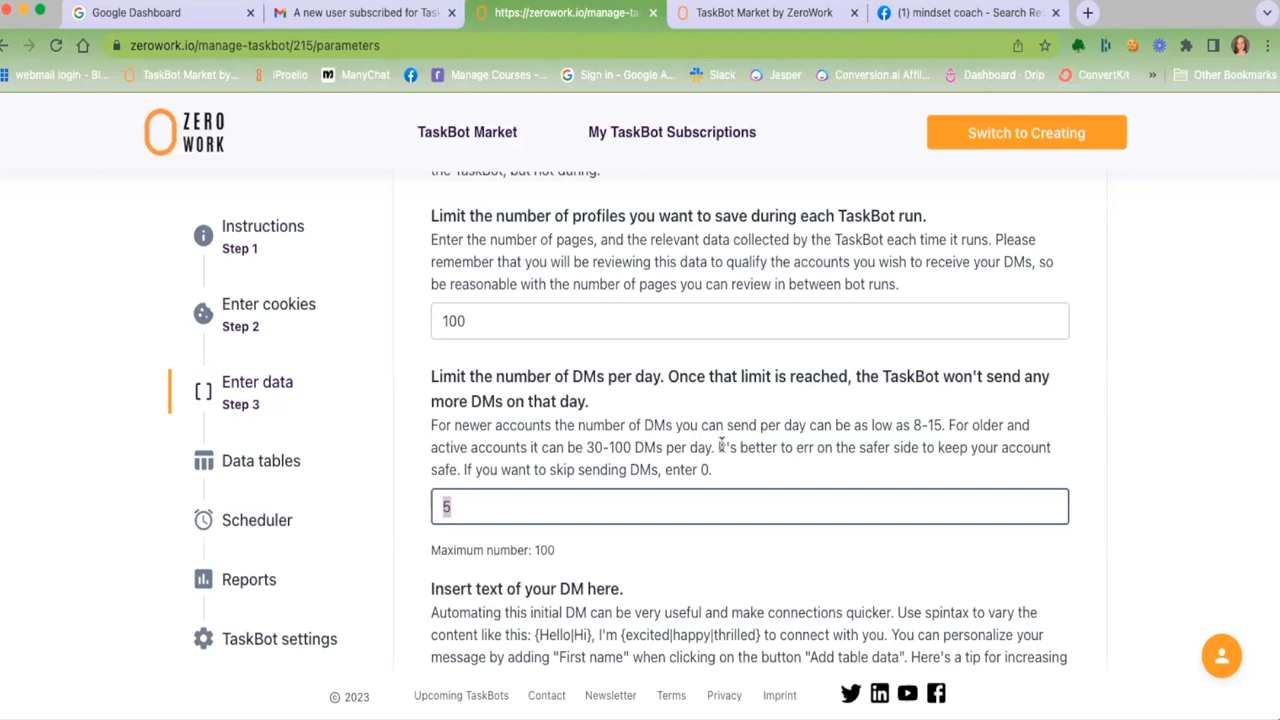 Google Dashboard
A new user subscribed for Tas
https://zerowork.io/manage-ta
TaskBot Market by ZeroWork
(1) mindset coach - Search Re
zerowork.io/manage-taskbot/215/parameters
webmail login - Bl...
TaskBot Market by...
iProelio
ManyChat
Manage Courses -...
Sign in - Google A...
Slack
Jasper
Conversion.ai Affil...
Dashboard · Drip
ConvertKit
»
Other Bookmarks
ZERO
WORK
TaskBot Market
My TaskBot Subscriptions
Switch to Creating
Instructions
Step 1
Enter cookies
Step 2
Enter data
Step 3
Data tables
Scheduler
Reports
TaskBot settings
the TaskBot, but not during.
Limit the number of profiles you want to save during each TaskBot run.
Enter the number of pages, and the relevant data collected by the TaskBot each time it runs. Please
remember that you will be reviewing this data to qualify the accounts you wish to receive your DMs, so
be reasonable with the number of pages you can review in between bot runs.
100
Limit the number of DMs per day. Once that limit is reached, the TaskBot won't send any
more DMs on that day.
For newer accounts the number of DMs you can send per day can be as low as 8-15. For older and
active accounts it can be 30-100 DMs per day. It's better to err on the safer side to keep your account
safe. If you want to skip sending DMs, enter 0.
5
Maximum number: 100
Insert text of your DM here.
Automating this initial DM can be very useful and make connections quicker. Use spintax to vary the
content like this: {Hello|Hi}, I'm {excited|happy|thrilled} to connect with you. You can personalize your
message by adding "First name" when clicking on the button "Add table data". Here's a tip for increasing
© 2023
Upcoming TaskBots
Contact
Newsletter
Terms
Privacy
Imprint